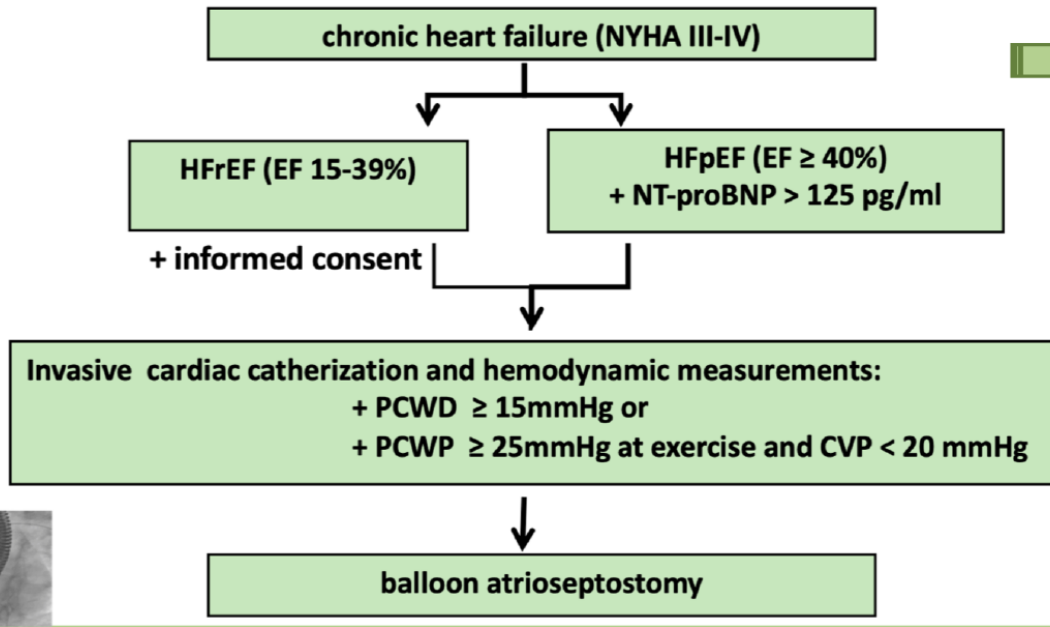 chronic heart failure (NYHA III-IV)
HFrEF (EF 15-39%)
HFpEF (EF ≥ 40%)
+ NT-proBNP > 125 pg/ml
+ informed consent
Invasive cardiac catherization and hemodynamic measurements:
+ PCWD ≥ 15mmHg or
+ PCWP ≥ 25mmHg at exercise and CVP < 20 mmHg
balloon atrioseptostomy